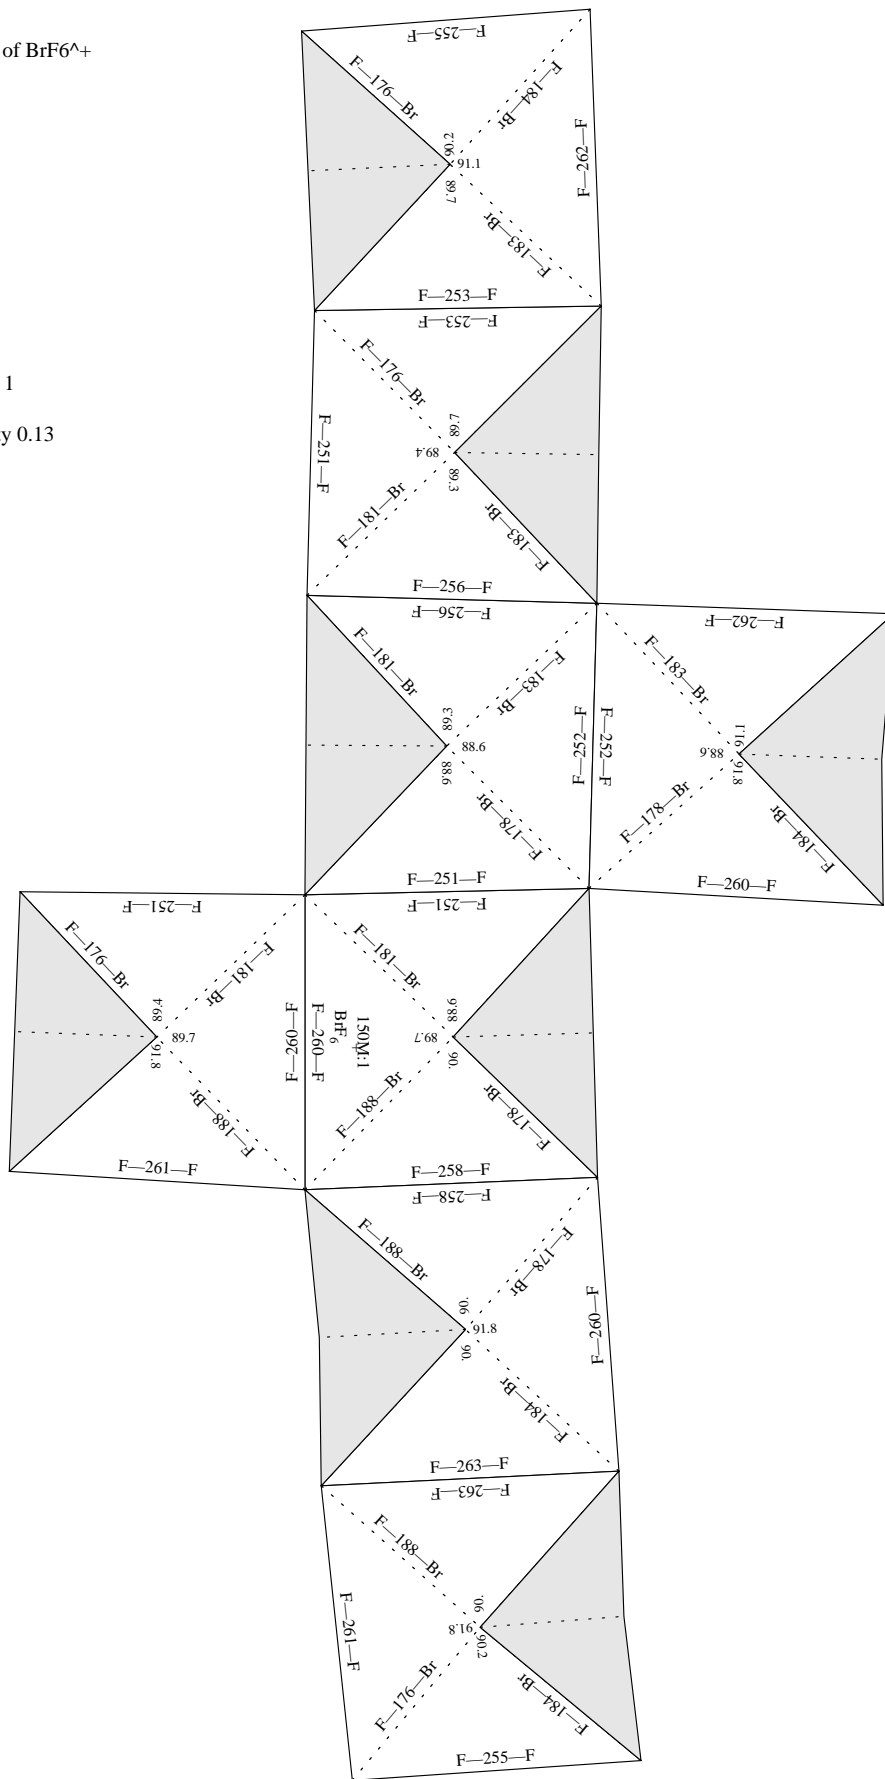 of BrF6^+
F—255—F
F—176—Br
F—184—Br
90.2
91.1
89.7
F—262—F
F—183—Br
F—253—F
F—253—F
F—176—Br
1
ty 0.13
89.7
89.4
89.3
F—251—F
F—181—Br
F—183—Br
F—256—F
F—256—F
F—262—F
F—181—Br
F—183—Br
F—183—Br
89.3
88.6
88.6
F—252—F
F—252—F
91.1
88.6
91.8
F—178—Br
F—178—Br
F—184—Br
F—251—F
F—260—F
F—251—F
F—251—F
F—176—Br
F—181—Br
F—181—Br
89.4
89.7
91.8
F—260—F
F—260—F
BrF6
+
150M:1
88.6
89.7
90.
F—188—Br
F—188—Br
F—178—Br
F—261—F
F—258—F
F—258—F
F—188—Br
F—178—Br
90.
91.8
90.
F—260—F
F—184—Br
F—263—F
F—263—F
F—188—Br
90.
91.8
90.2
F—261—F
F—176—Br
F—184—Br
F—255—F